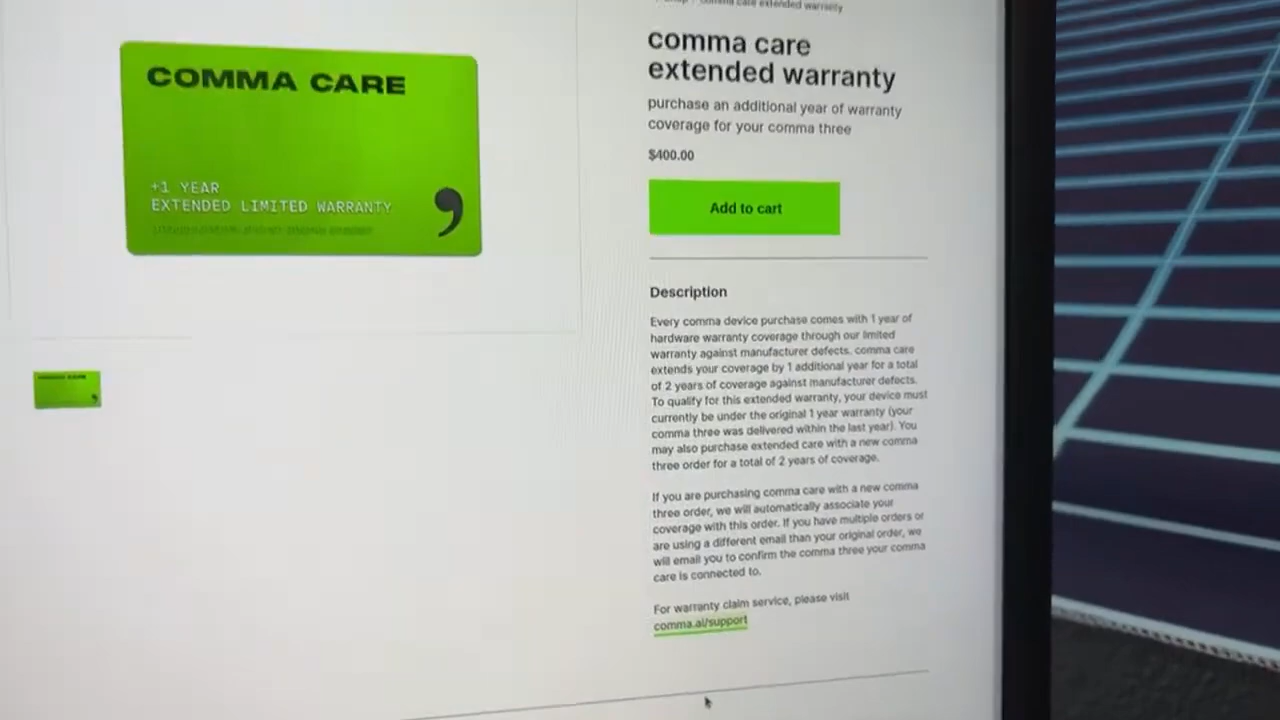 comma care extended warranty
COMMA CARE
+1 YEAR
EXTENDED LIMITED WARRANTY
comma care
extended warranty
purchase an additional year of warranty
coverage for your comma three
$400.00
Add to cart
Description
Every comma device purchase comes with 1 year of
hardware warranty coverage through our limited
warranty against manufacturer defects. comma care
extends your coverage by 1 additional year for a total
of 2 years of coverage against manufacturer defects.
To qualify for this extended warranty, your device must
currently be under the original 1 year warranty (your
comma three was delivered within the last year). You
may also purchase extended care with a new comma
three order for a total of 2 years of coverage.
If you are purchasing comma care with a new comma
three order, we will automatically associate your
coverage with this order. If you have multiple orders or
are using a different email than your original order, we
will email you to confirm the comma three your comma
care is connected to.
For warranty claim service, please visit
comma.ai/support
COMMA CARE